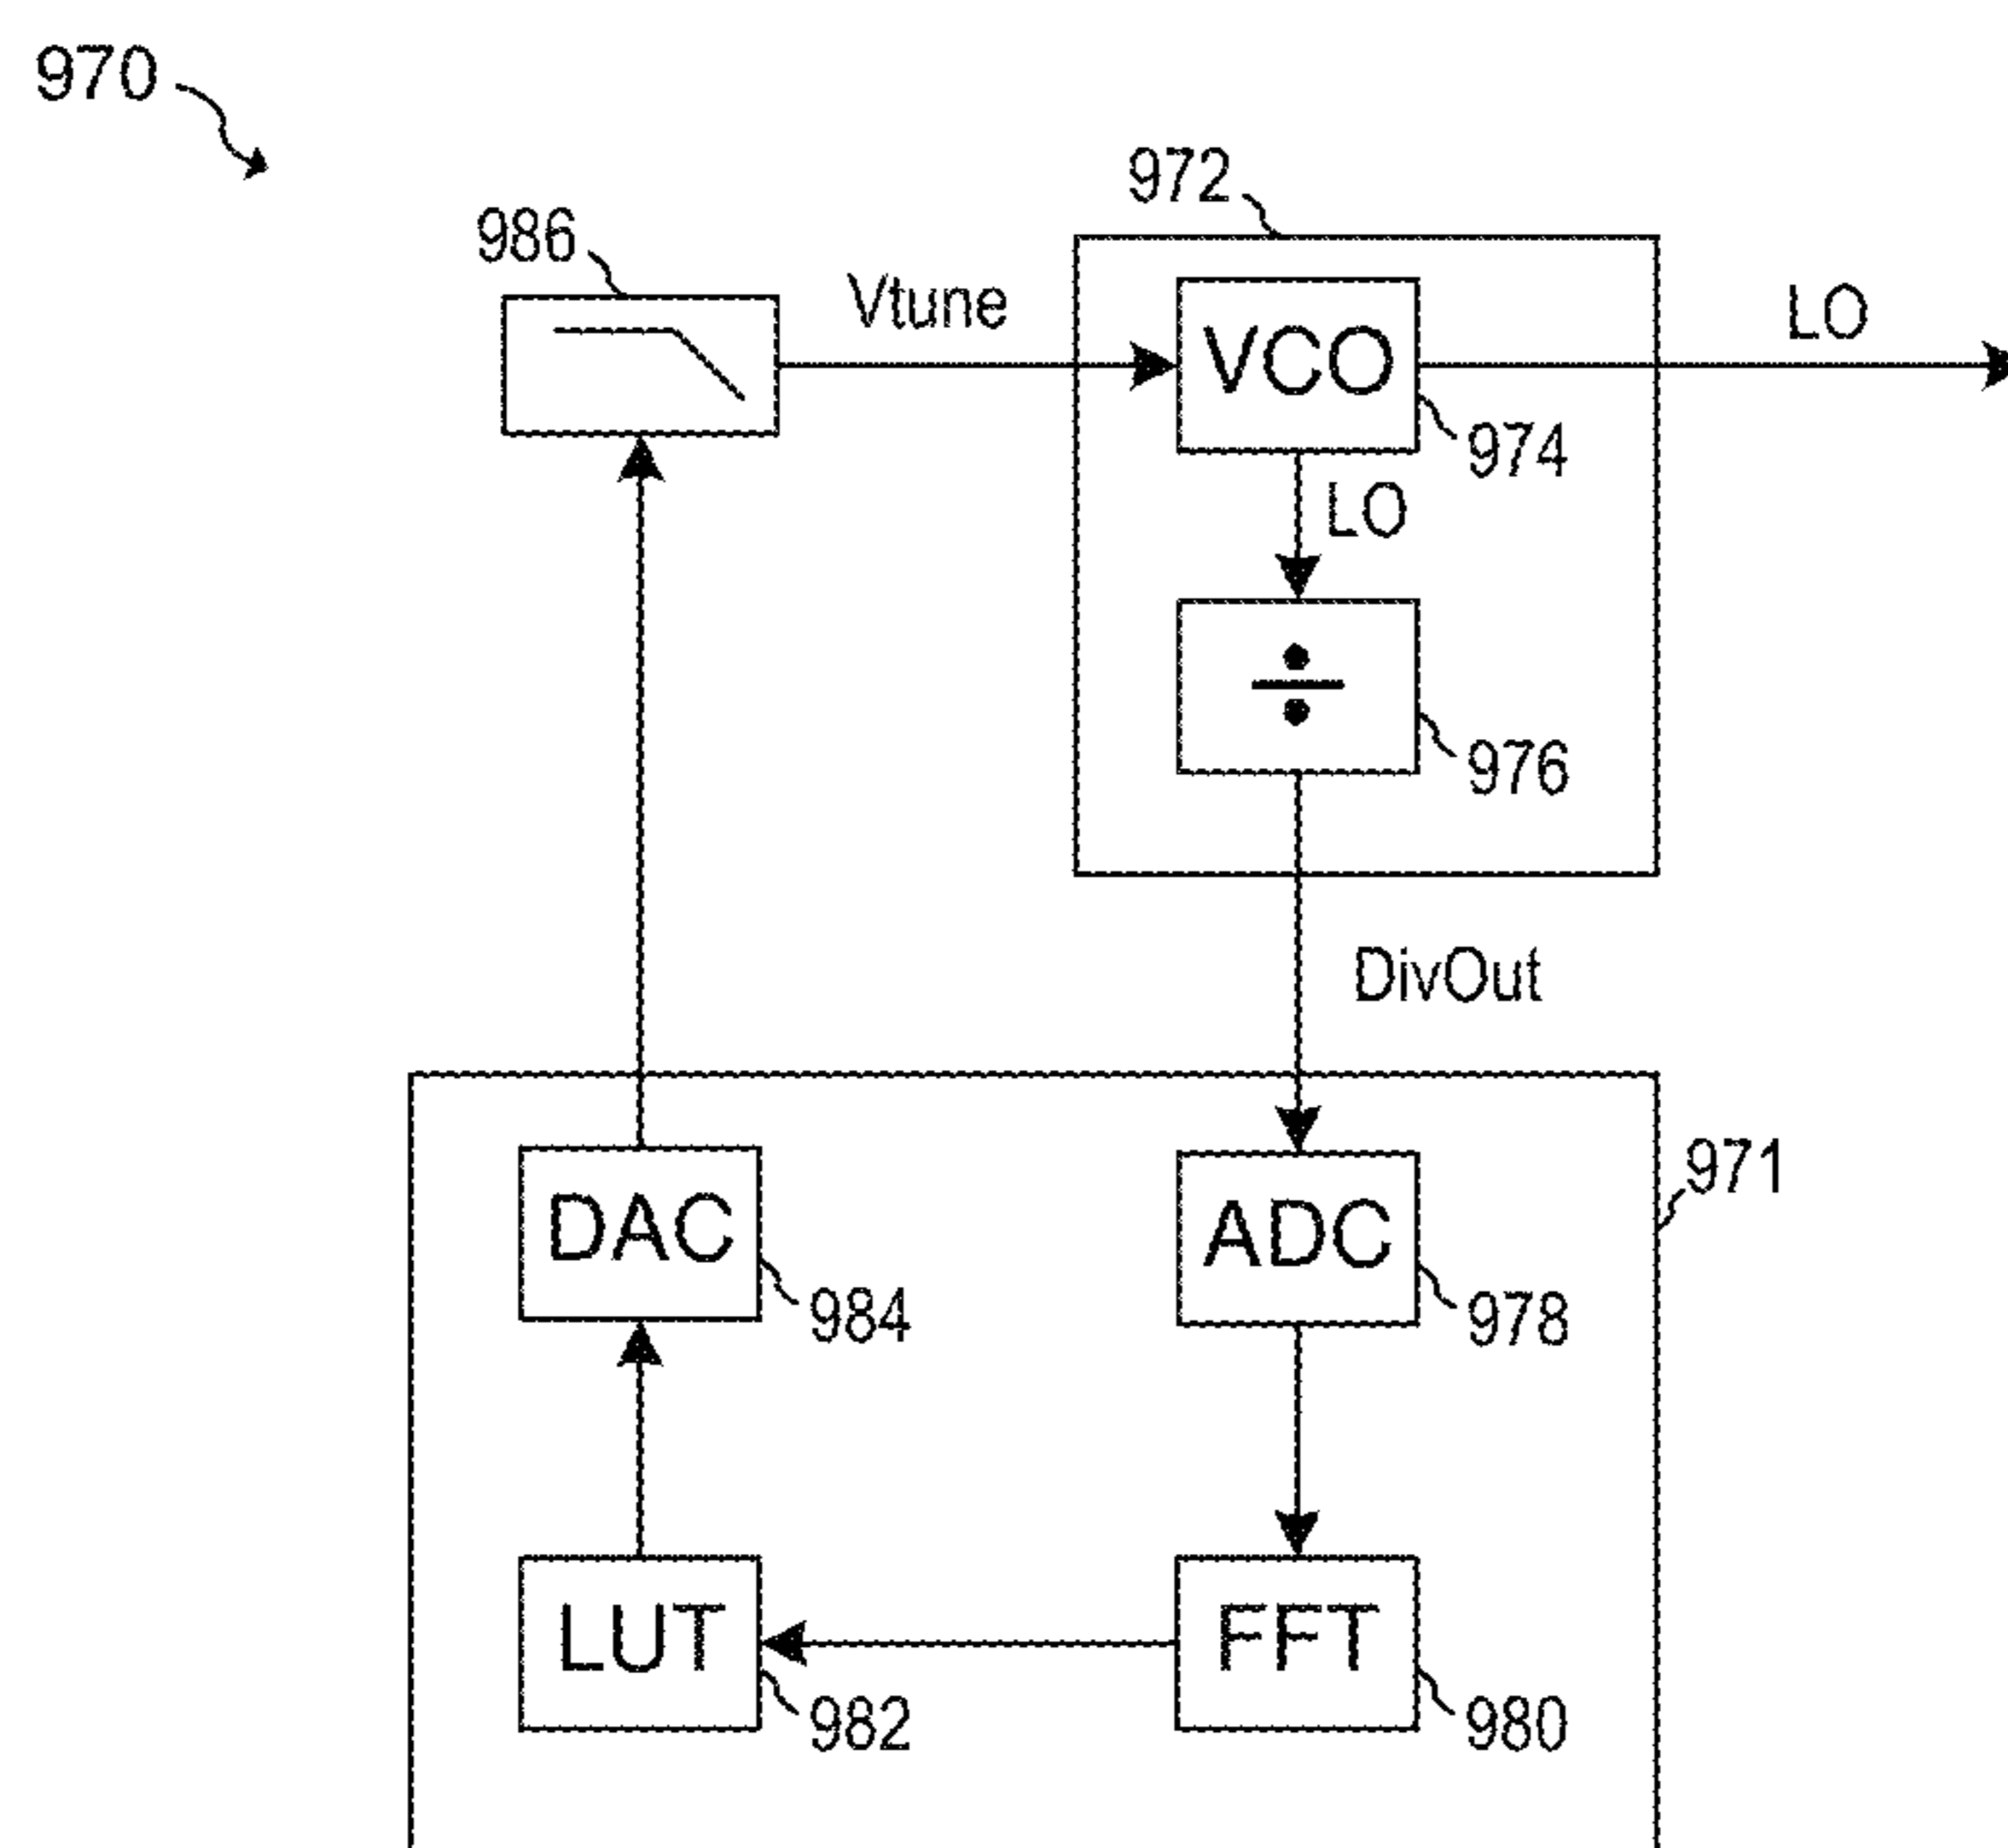 970
972
986
Vtune
VCO
LO
974
LO
÷
976
DivOut
971
DAC
ADC
984
978
LUT
FFT
982
980